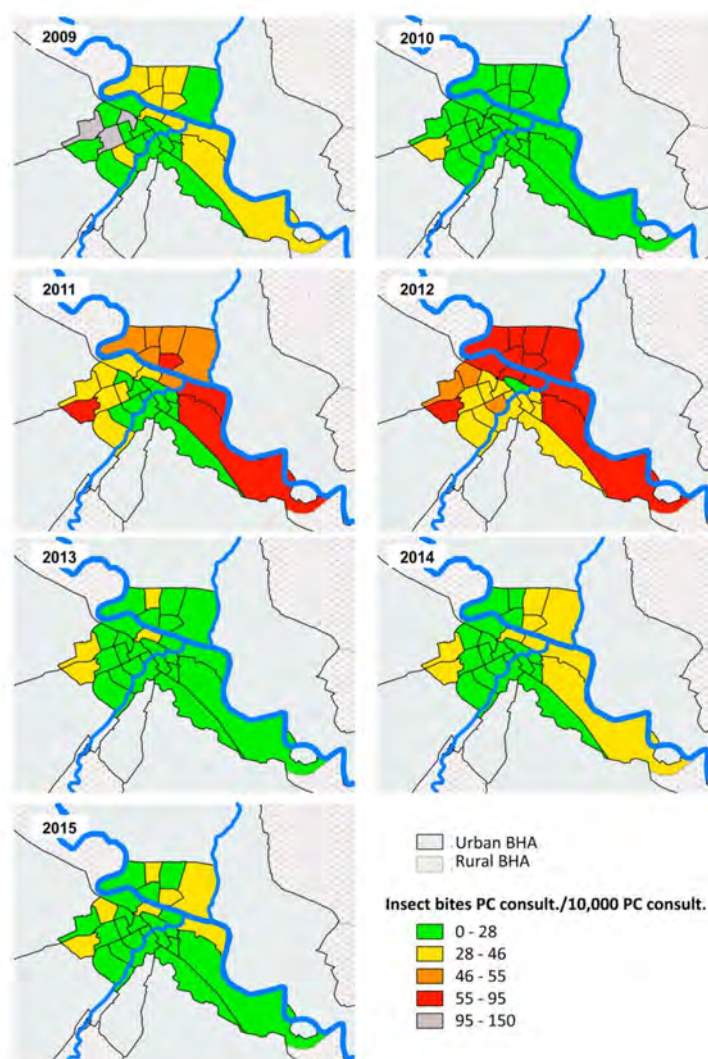 2009
2010
2011
2012
2013
2014
2015
Urban BHA
Rural BHA
Insect bites PC consult./10,000 PC consult.
0 - 28
28 - 46
46 - 55
55 - 95
95 - 150